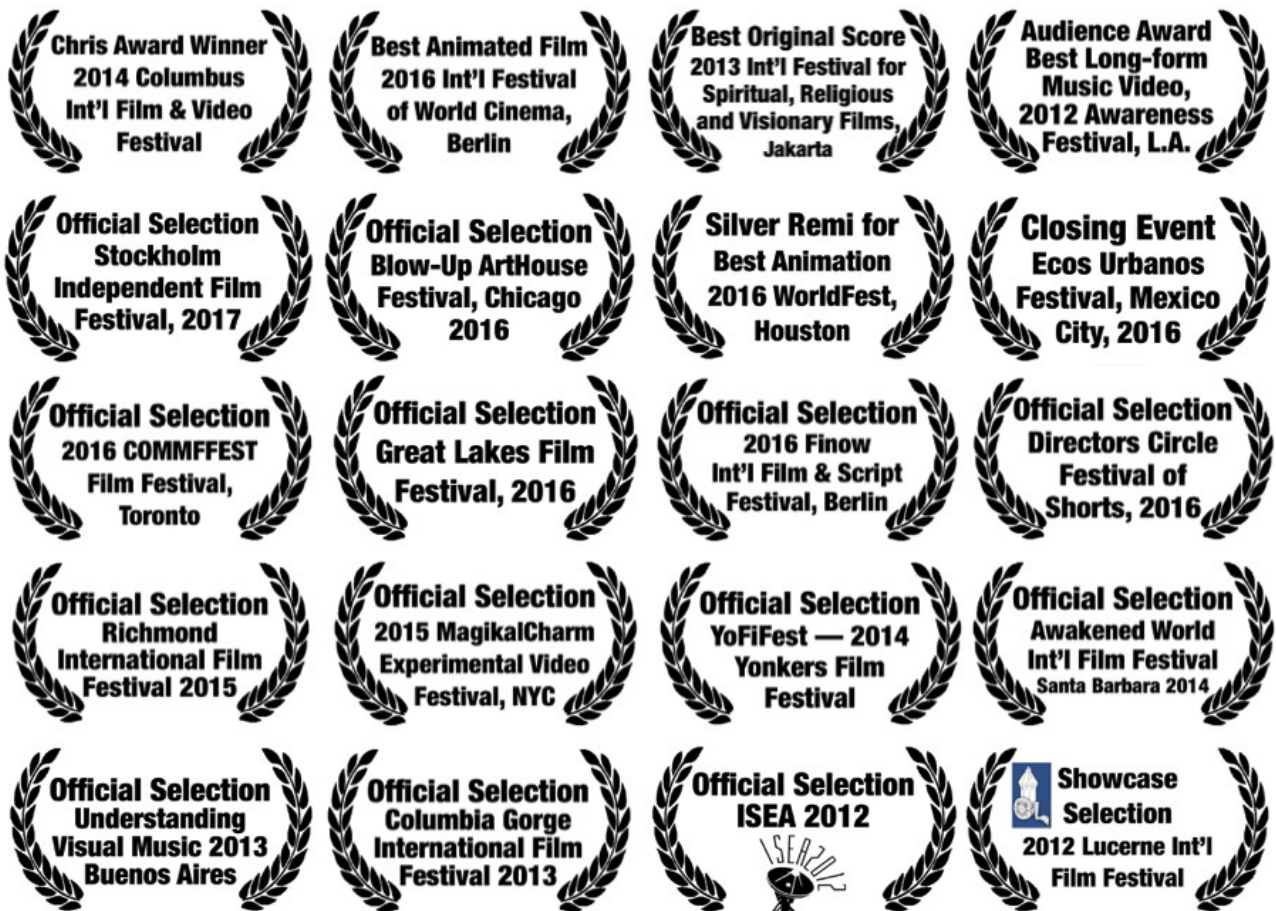 Chris Award Winner
2014 Columbus
Int'l Film & Video
Festival
Best Animated Film
2016 Int'l Festival
of World Cinema,
Berlin
Best Original Score
2013 Int'l Festival for
Spiritual, Religious
and Visionary Films,
Jakarta
Audience Award
Best Long-form
Music Video,
2012 Awareness
Festival, L.A.
Official Selection
Stockholm
Independent Film
Festival, 2017
Official Selection
Blow-Up ArtHouse
Festival, Chicago
2016
Silver Remi for
Best Animation
2016 WorldFest,
Houston
Closing Event
Ecos Urbanos
Festival, Mexico
City, 2016
Official Selection
2016 COMMFFEST
Film Festival,
Toronto
Official Selection
Great Lakes Film
Festival, 2016
Official Selection
2016 Finow
Int'l Film & Script
Festival, Berlin
Official Selection
Directors Circle
Festival of
Shorts, 2016
Official Selection
Richmond
International Film
Festival 2015
Official Selection
2015 MagikalCharm
Experimental Video
Festival, NYC
Official Selection
YoFiFest — 2014
Yonkers Film
Festival
Official Selection
Awakened World
Int'l Film Festival
Santa Barbara 2014
Official Selection
Understanding
Visual Music 2013
Buenos Aires
Official Selection
Columbia Gorge
International Film
Festival 2013
Official Selection
ISEA 2012
ISEA2012
Showcase
Selection
2012 Lucerne Int'l
Film Festival